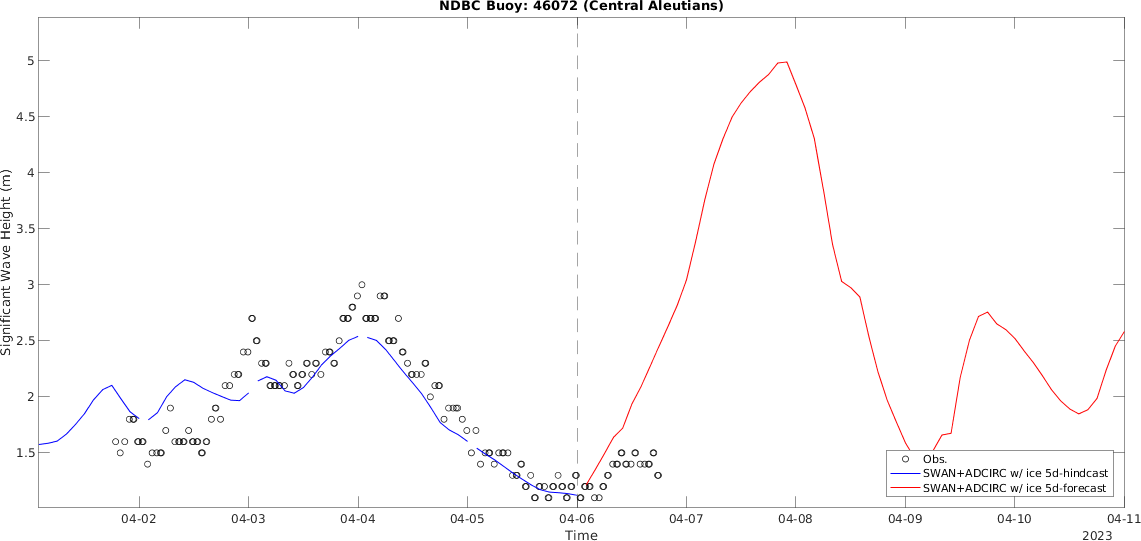 NDBC Buoy: 46072 (Central Aleutians)
Significant Wave Height (m)
5
4.5
4
3.5
3
2.5
2
1.5
Obs.
SWAN+ADCIRC w/ ice 5d-hindcast
SWAN+ADCIRC w/ ice 5d-forecast
04-02 04-03 04-04 04-05 04-06 04-07 04-08 04-09 04-10 04-11
Time
2023